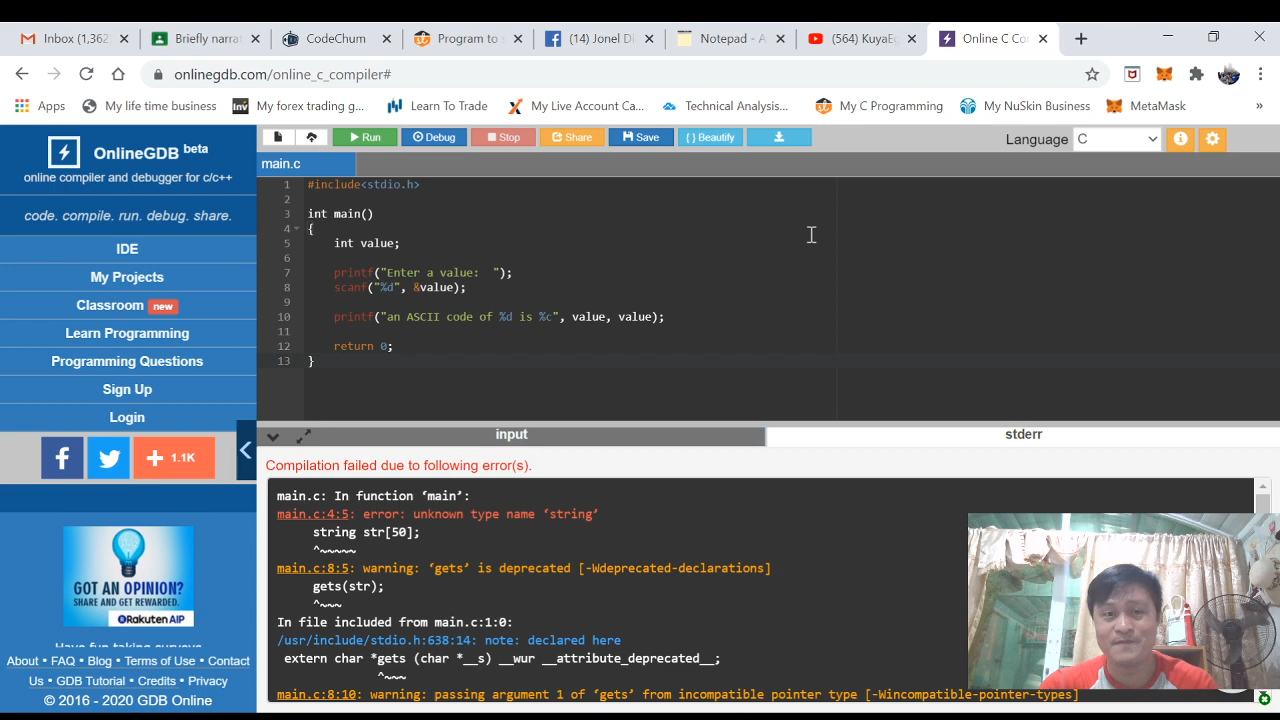 Inbox (1,362
Briefly narrat
CodeChum
Program to s
(14) Jonel Di
Notepad - A
(564) KuyaEg
Online C Co
onlinegdb.com/online_c_compiler#
Apps
My life time business
My forex trading g...
Learn To Trade
My Live Account Ca...
Technical Analysis...
My C Programming
My NuSkin Business
MetaMask
»
OnlineGDB beta
online compiler and debugger for c/c++
code. compile. run. debug. share.
IDE
My Projects
Classroom new
Learn Programming
Programming Questions
Sign Up
Login
f
+ 1.1K
GOT AN OPINION?
SHARE AND GET REWARDED.
Rakuten AIP
Have fun taking surveys
About • FAQ • Blog • Terms of Use • Contact
Us • GDB Tutorial • Credits • Privacy
© 2016 - 2020 GDB Online
Run
Debug
Stop
Share
Save
{ } Beautify
Language C
main.c
1 #include<stdio.h>
2
3 int main()
4 {
5 int value;
6
7 printf("Enter a value:  ");
8 scanf("%d", &value);
9
10 printf("an ASCII code of %d is %c", value, value);
11
12 return 0;
13 }
input
stderr
Compilation failed due to following error(s).
main.c: In function ‘main’:
main.c:4:5: error: unknown type name ‘string’
string str[50];
^~~~~~
main.c:8:5: warning: ‘gets’ is deprecated [-Wdeprecated-declarations]
gets(str);
^~~~
In file included from main.c:1:0:
/usr/include/stdio.h:638:14: note: declared here
extern char *gets (char *__s) __wur __attribute_deprecated__;
^~~~
main.c:8:10: warning: passing argument 1 of ‘gets’ from incompatible pointer type [-Wincompatible-pointer-types]